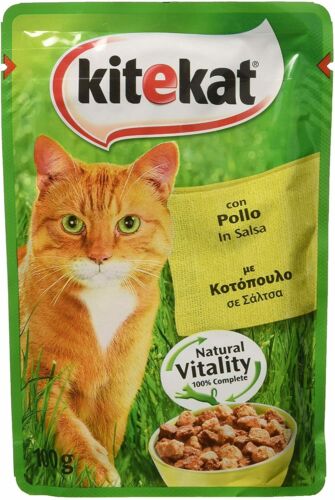 kitekat®
con
Pollo
In Salsa
με
Κοτόπουλο
σε Σάλτσα
Natural
Vitality
100% Complete
100g